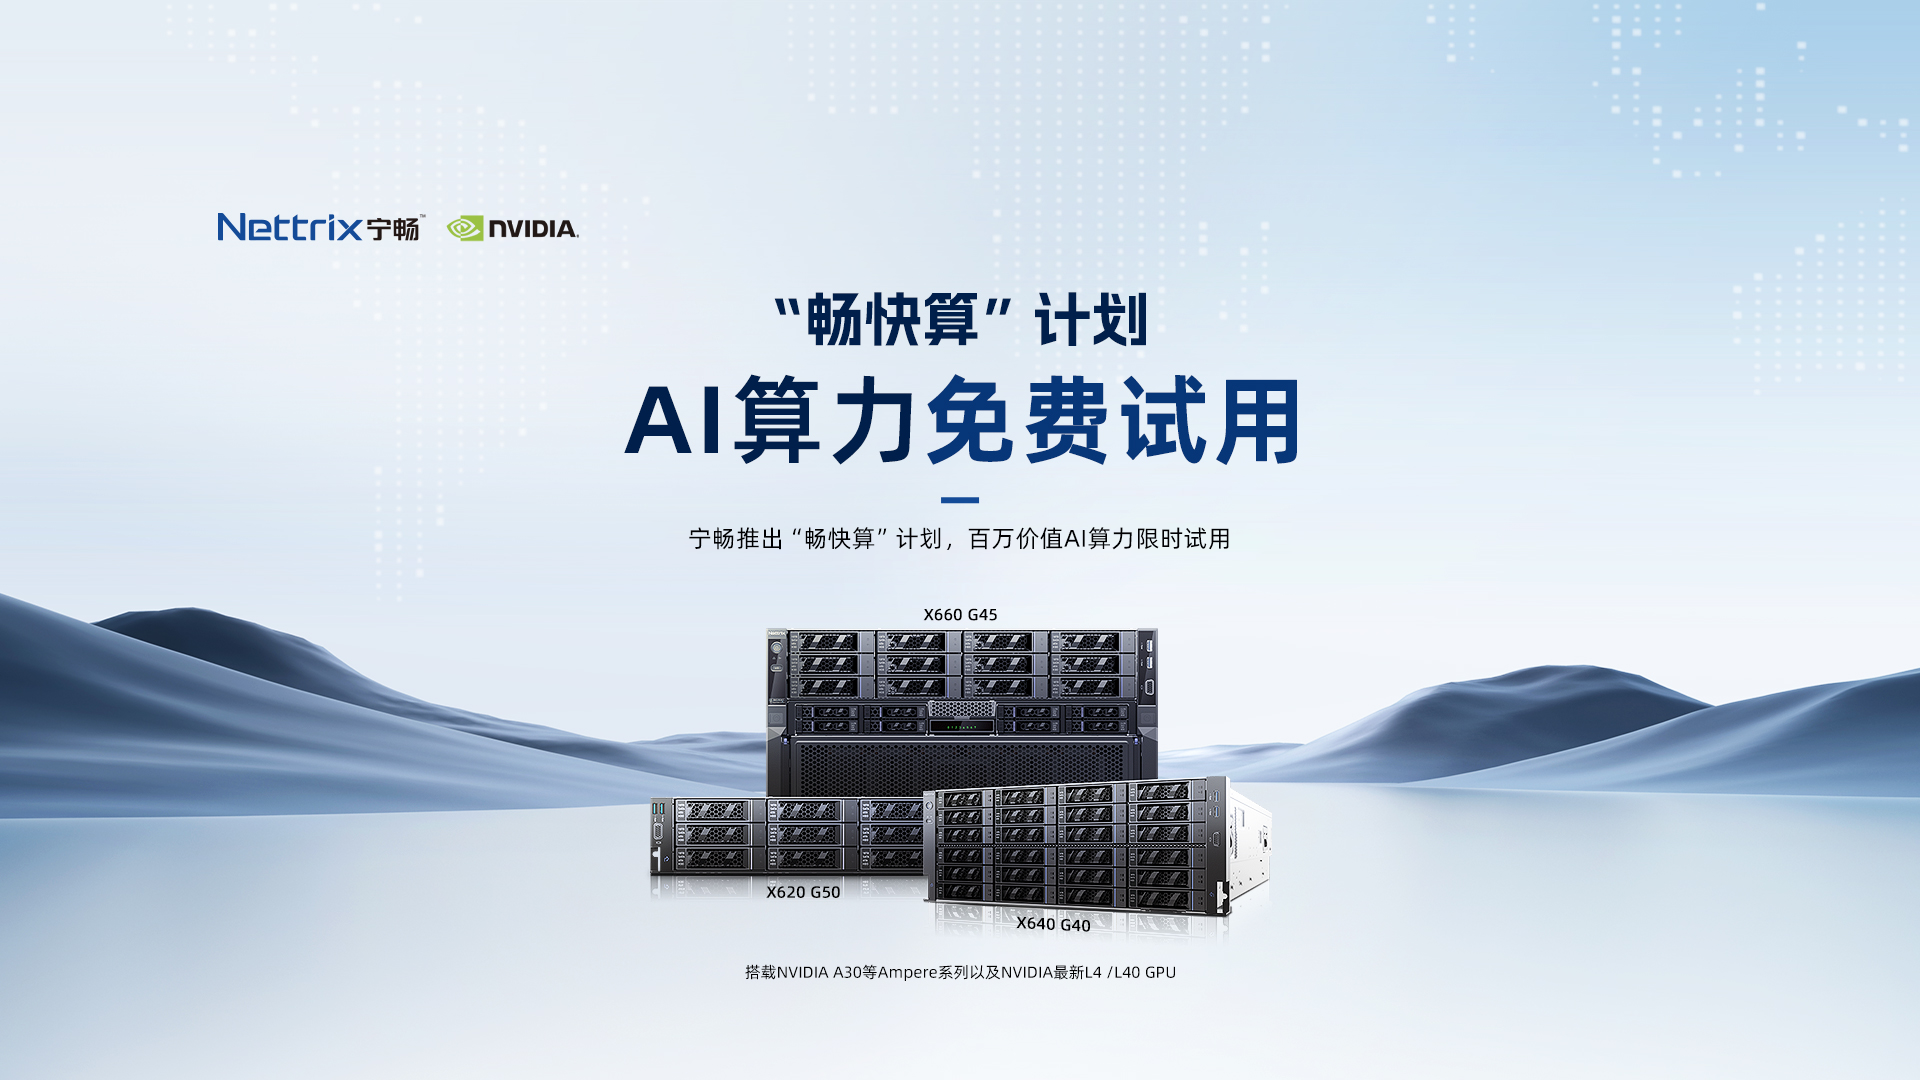 Nettrix宁畅™ NVIDIA.
“畅快算”计划
AI算力免费试用
宁畅推出“畅快算”计划，百万价值AI算力限时试用
X660 G45
X620 G50
X640 G40
搭载NVIDIA A30等Ampere系列以及NVIDIA最新L4 /L40 GPU